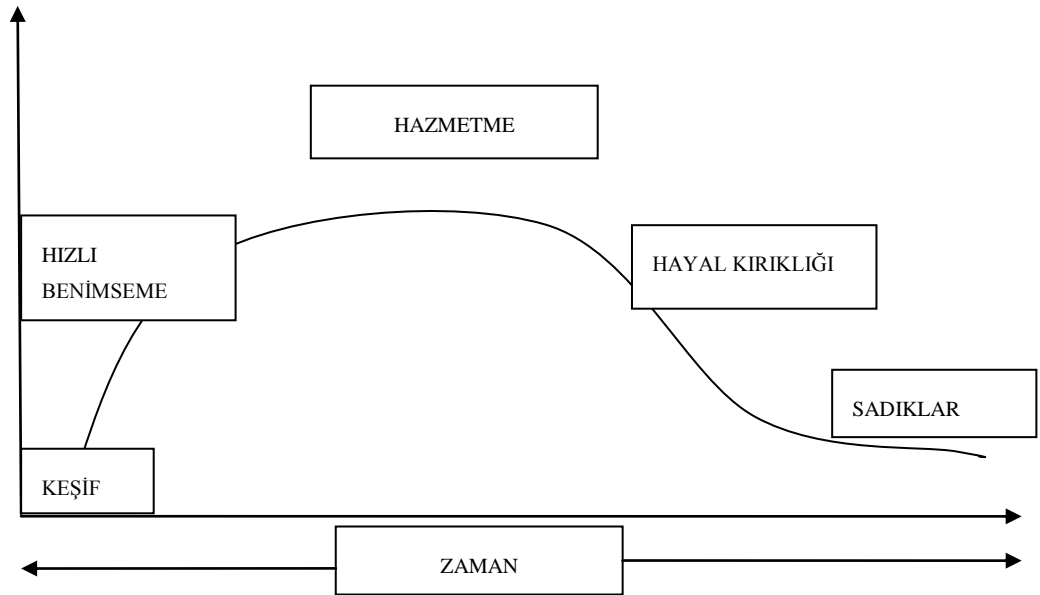 HAZMETME
HIZLI
BENİMSEME
HAYAL KIRIKLIĞI
SADIKLAR
KEŞİF
ZAMAN